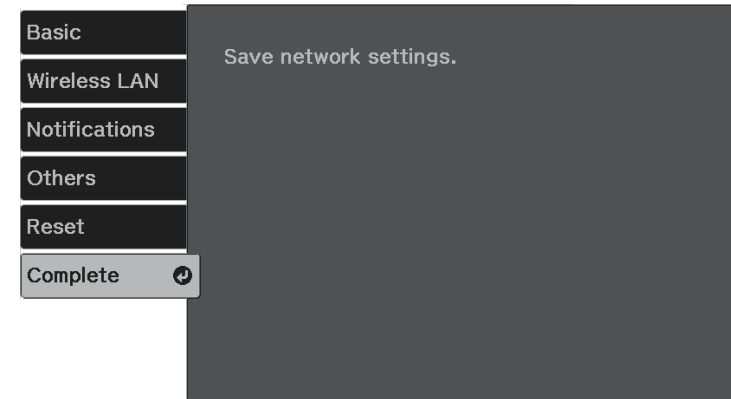 Basic
Save network settings.
Wireless LAN
Notifications
Others
Reset
Complete